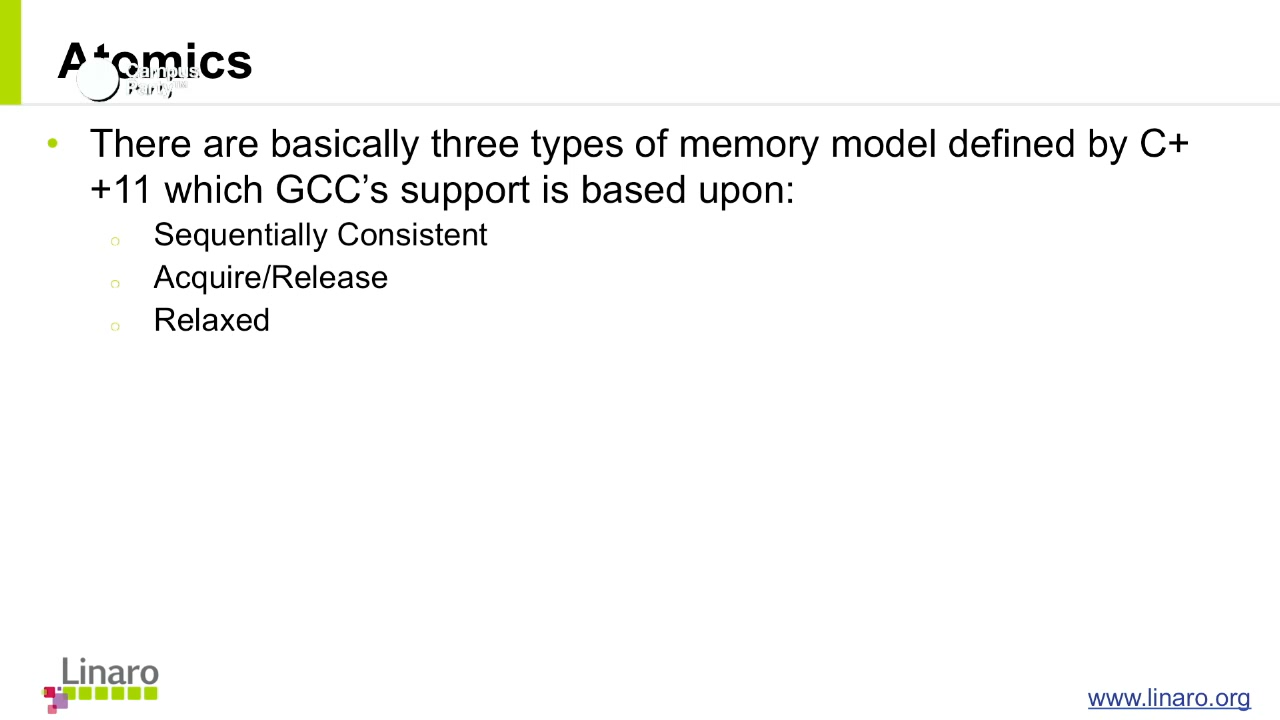 Atomics
Campus
Party™
• There are basically three types of memory model defined by C+
+11 which GCC’s support is based upon:
○ Sequentially Consistent
○ Acquire/Release
○ Relaxed
Linaro
www.linaro.org